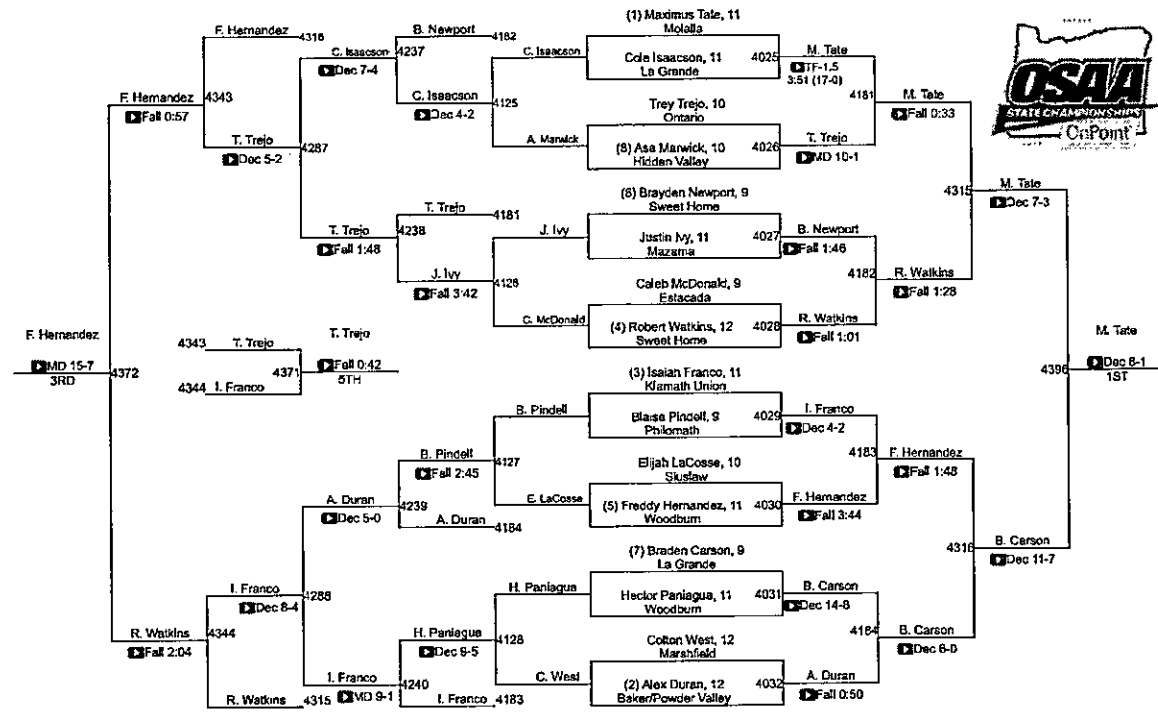 (1) Maximus Tate, 11
Molalla
Cole Isaacson, 11
La Grande
4025
Trey Trejo, 10
Ontario
(8) Asa Marwick, 10
Hidden Valley
4026
(6) Brayden Newport, 9
Sweet Home
Justin Ivy, 11
Mazama
4027
Caleb McDonald, 9
Estacada
(4) Robert Watkins, 12
Sweet Home
4028
(3) Isaiah Franco, 11
Klamath Union
Blaise Pindell, 9
Philomath
4029
Elijah LaCosse, 10
Siuslaw
(5) Freddy Hernandez, 11
Woodburn
4030
(7) Braden Carson, 9
La Grande
Hector Paniagua, 11
Woodburn
4031
Colton West, 12
Marshfield
(2) Alex Duran, 12
Baker/Powder Valley
4032
M. Tate
TF-1.5
3:51 (17-0)
4181
T. Trejo
MD 10-1
B. Newport
Fall 1:46
4182
R. Watkins
Fall 1:01
I. Franco
Dec 4-2
4183
F. Hernandez
Fall 3:44
B. Carson
Dec 14-8
4184
A. Duran
Fall 0:50
M. Tate
Fall 0:33
4315
R. Watkins
Fall 1:28
F. Hernandez
Fall 1:48
4316
B. Carson
Dec 6-0
M. Tate
Dec 7-3
4396
B. Carson
Dec 11-7
M. Tate
Dec 6-1
1ST
OSAA
STATE CHAMPIONSHIPS
OnPoint
C. Isaacson
4125
A. Marwick
J. Ivy
4126
C. McDonald
B. Pindell
4127
E. LaCosse
H. Paniagua
4128
C. West
B. Newport
4182
4237
C. Isaacson
Dec 4-2
T. Trejo
4181
4238
J. Ivy
Fall 3:42
B. Pindell
Fall 2:45
4239
A. Duran
4184
H. Paniagua
Dec 9-5
4240
I. Franco
4183
C. Isaacson
Dec 7-4
4287
T. Trejo
Fall 1:48
A. Duran
Dec 5-0
4288
I. Franco
MD 9-1
F. Hernandez
4316
4343
T. Trejo
Dec 5-2
I. Franco
Dec 8-4
4344
R. Watkins
4315
F. Hernandez
Fall 0:57
4372
R. Watkins
Fall 2:04
F. Hernandez
MD 15-7
3RD
4343
T. Trejo
4371
4344
I. Franco
T. Trejo
Fall 0:42
5TH